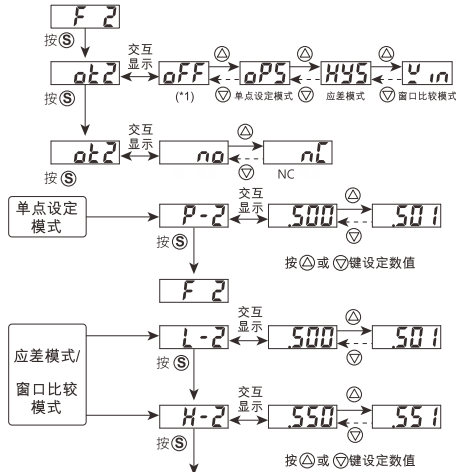 F 2
按Ⓢ
交互
显示
ot2 oFF oPS HYS Win
(*1) 单点设定模式 应差模式 窗口比较模式
按Ⓢ
交互
显示
ot2 no nC
NC
按Ⓢ
单点设定
模式
交互
显示
P-2 .500 .501
按Ⓢ
按△或▽键设定数值
F 2
应差模式/
窗口比较
模式
交互
显示
L-2 .500 .501
按Ⓢ
交互
显示
H-2 .550 .551
按Ⓢ
按△或▽键设定数值